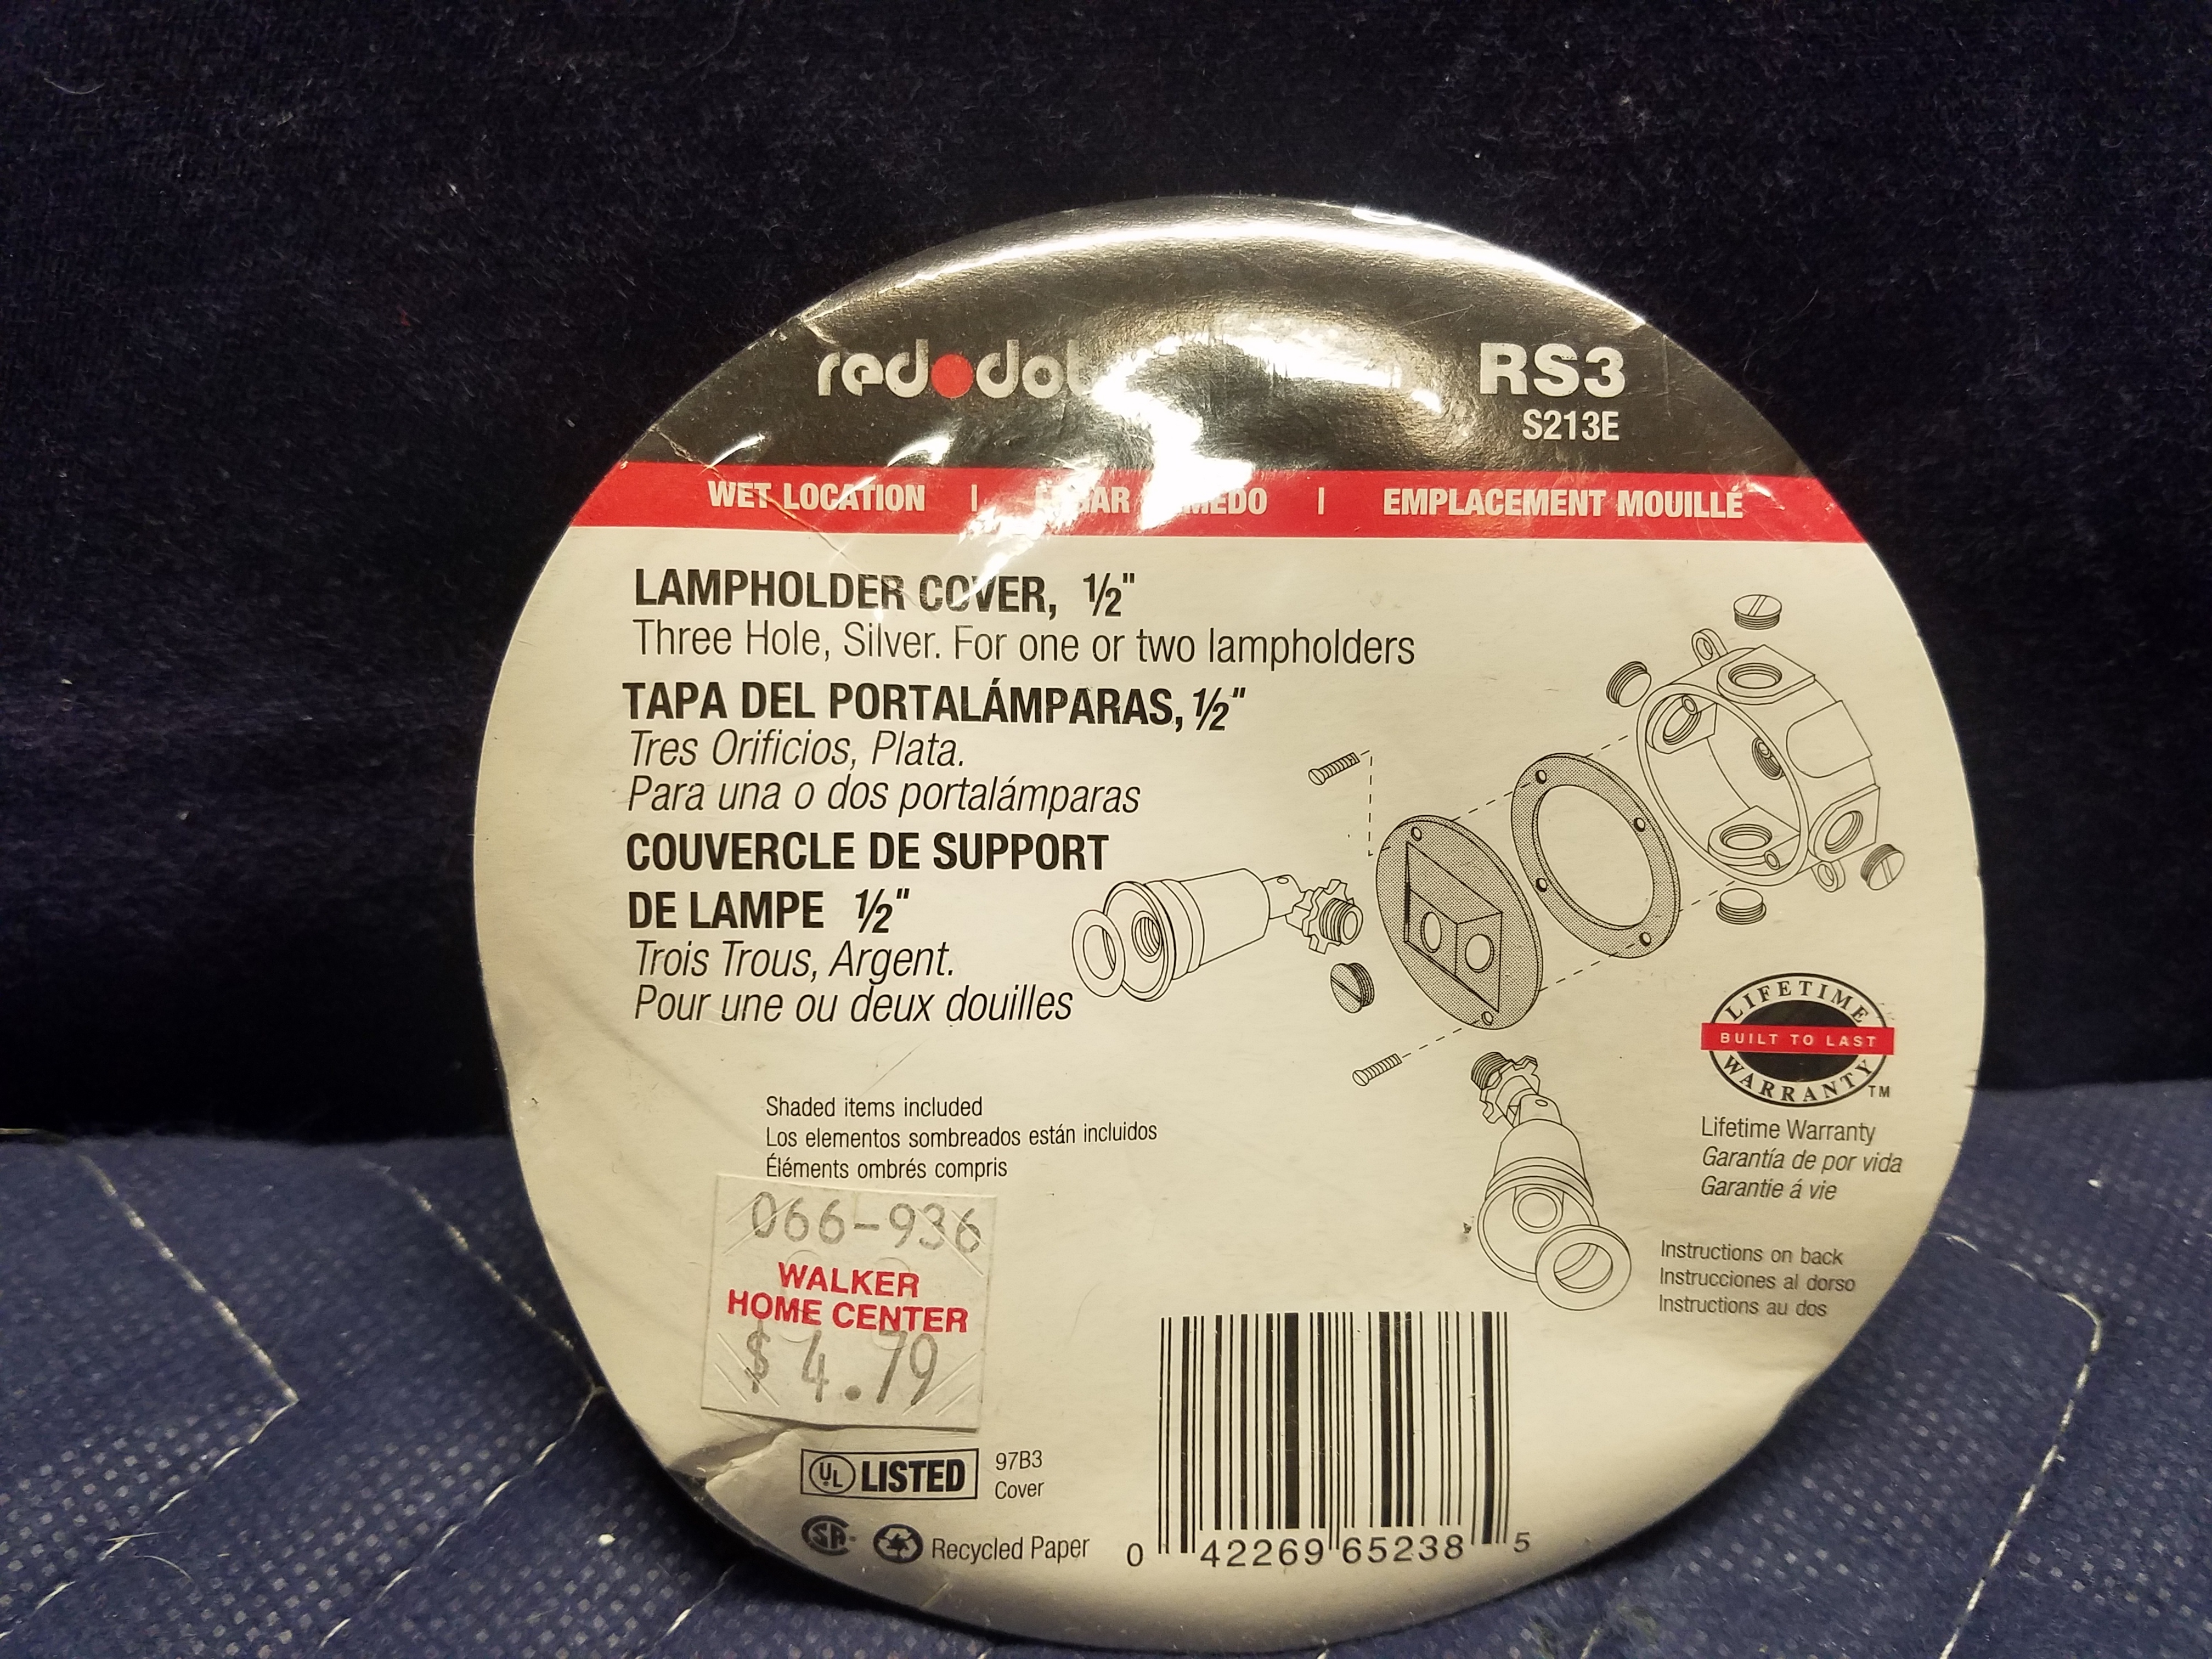 red dot
RS3
S213E
WET LOCATION | | EMPLACEMENT MOUILLÉ
LAMPHOLDER COVER, ½"
Three Hole, Silver. For one or two lampholders
TAPA DEL PORTALÁMPARAS, ½"
Tres Orificios, Plata.
Para una o dos portalámparas
COUVERCLE DE SUPPORT
DE LAMPE ½"
Trois Trous, Argent.
Pour une ou deux douilles
Shaded items included
Los elementos sombreados están incluidos
Éléments ombrés compris
LIFETIME
BUILT TO LAST
WARRANTY TM
Lifetime Warranty
Garantía de por vida
Garantie á vie
Instructions on back
Instrucciones al dorso
Instructions au dos
066-936
WALKER
HOME CENTER
$ 4.79
UL LISTED
97B3
Cover
SA
Recycled Paper
0 42269 65238 5